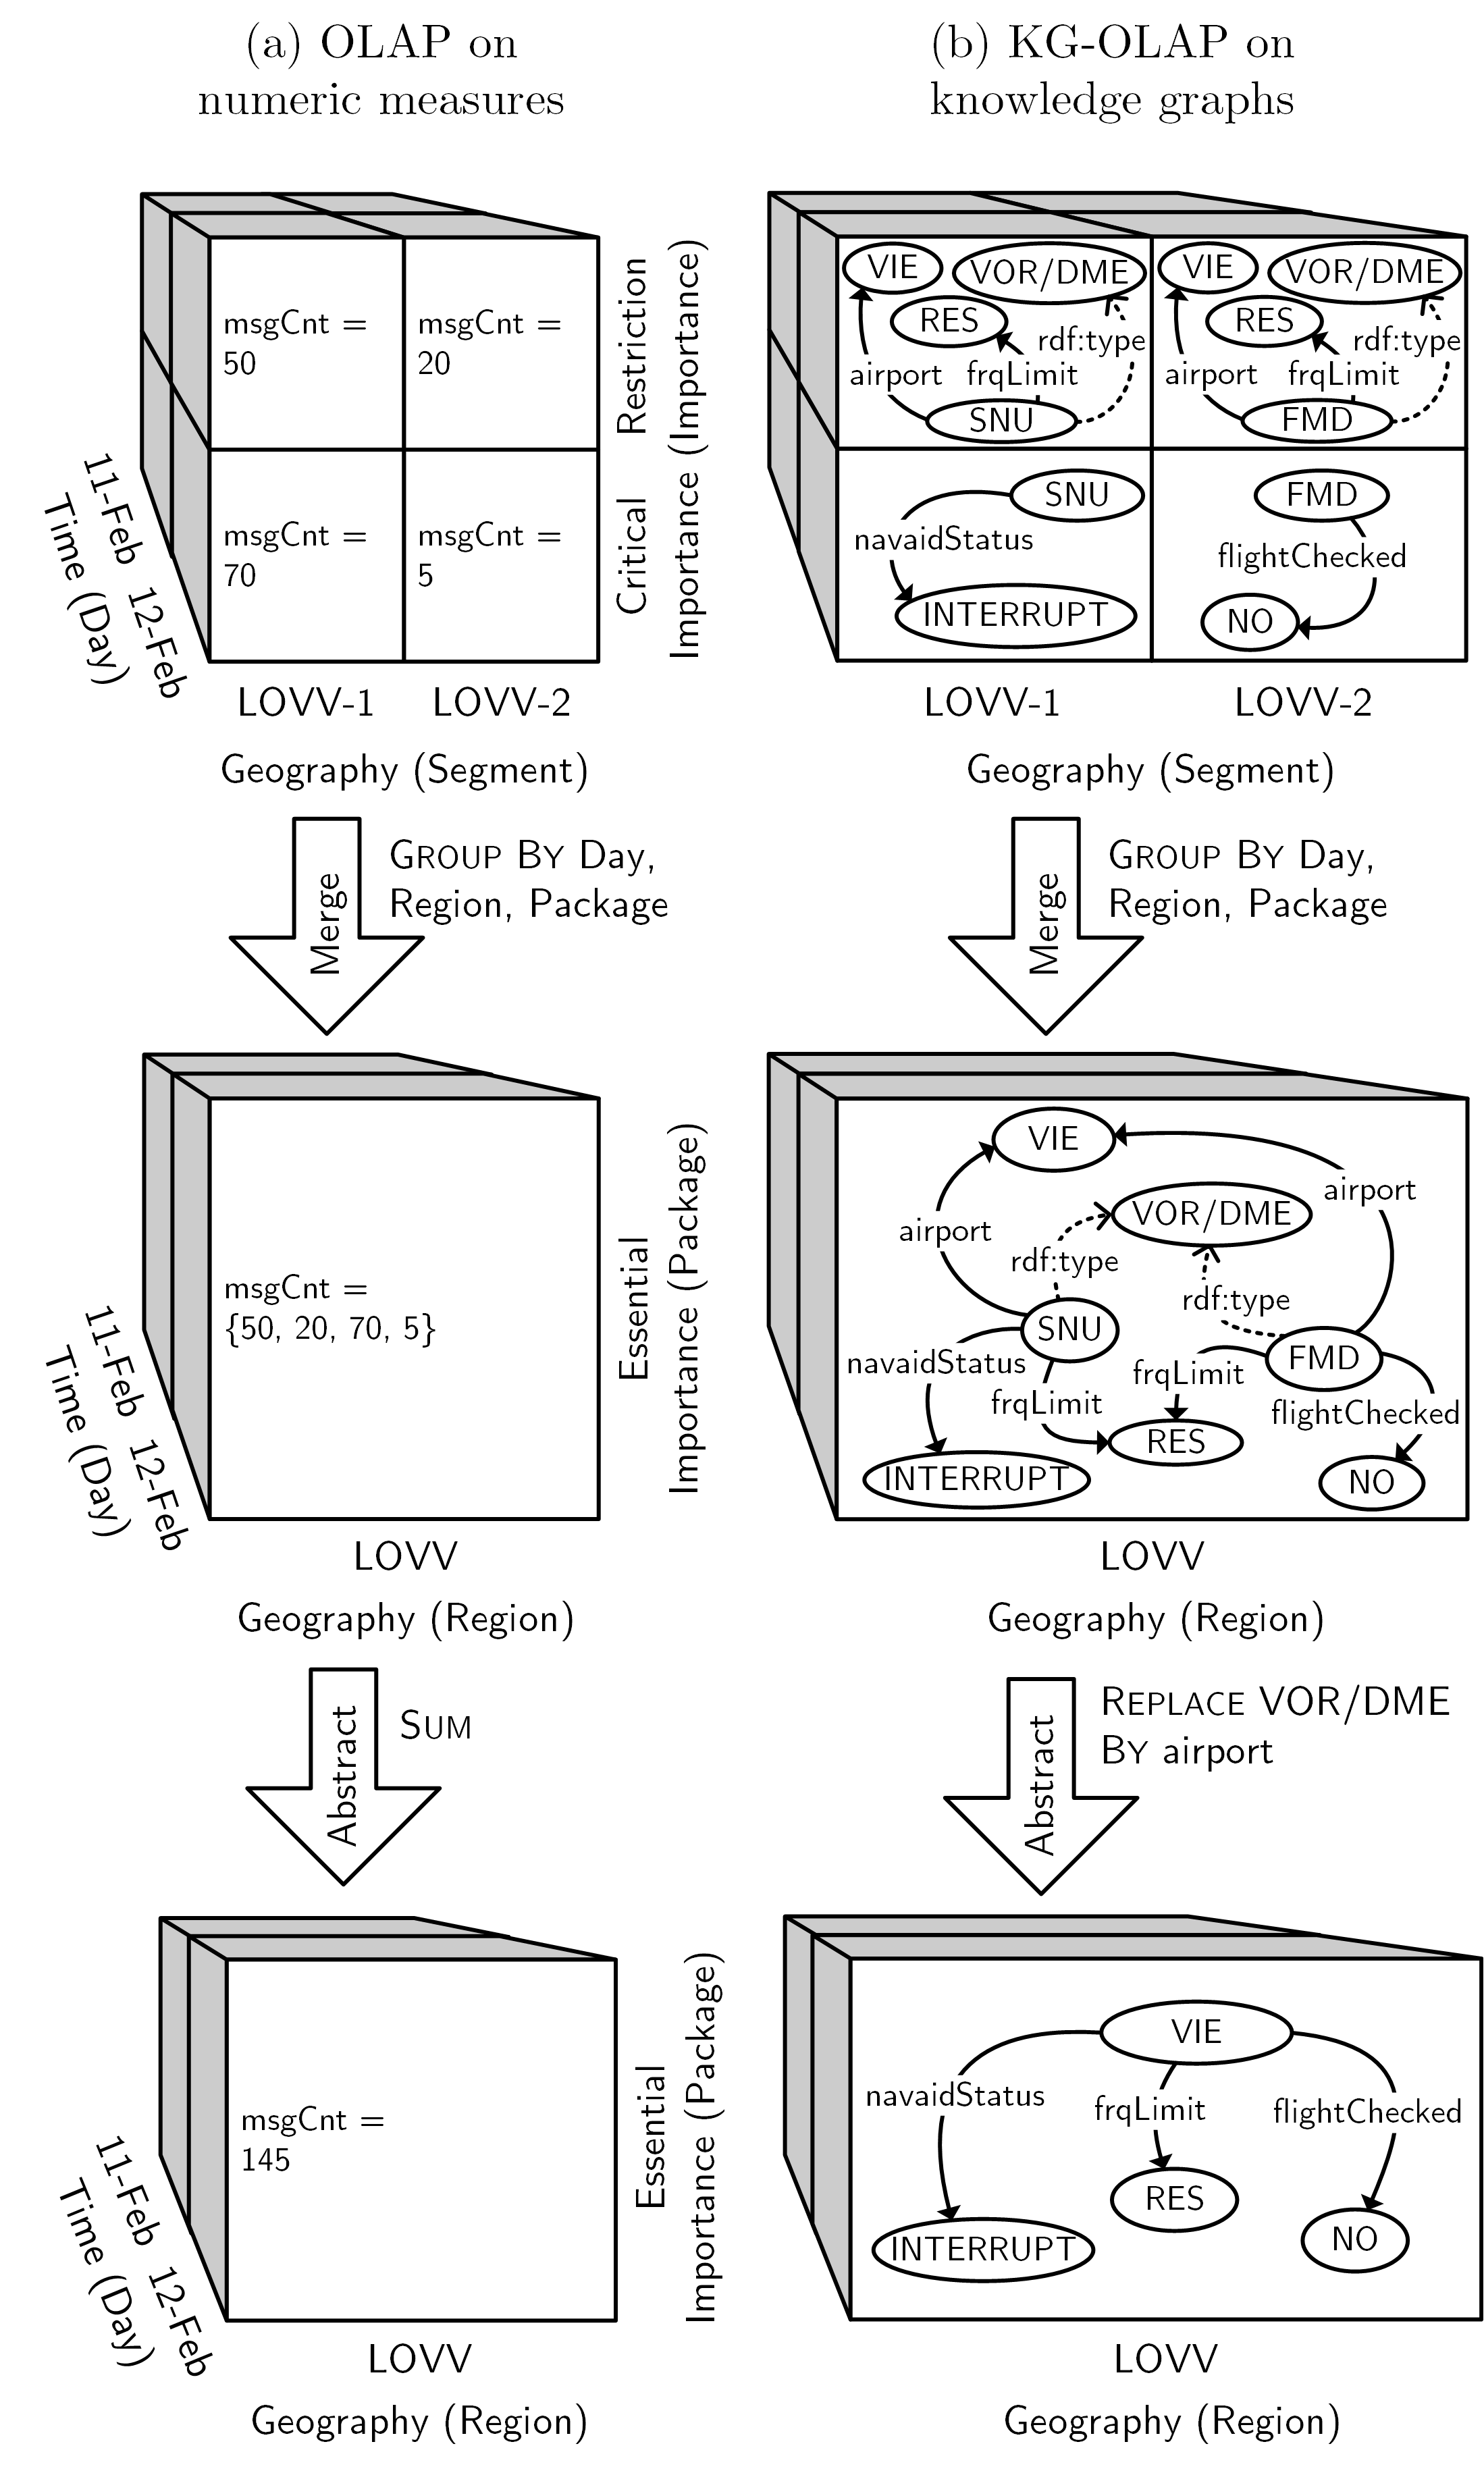 (a) OLAP on
numeric measures
(b) KG-OLAP on
knowledge graphs
msgCnt =
50
msgCnt =
20
msgCnt =
70
msgCnt =
5
Restriction
Critical
Importance (Importance)
11-Feb 12-Feb
Time (Day)
LOVV-1 LOVV-2
Geography (Segment)
VIE
VOR/DME
RES
rdf:type
airport
frqLimit
SNU
VIE
VOR/DME
RES
rdf:type
airport
frqLimit
FMD
SNU
navaidStatus
INTERRUPT
FMD
flightChecked
NO
LOVV-1 LOVV-2
Geography (Segment)
Merge
GROUP BY Day,
Region, Package
Merge
GROUP BY Day,
Region, Package
msgCnt =
{50, 20, 70, 5}
Essential
Importance (Package)
11-Feb 12-Feb
Time (Day)
LOVV
Geography (Region)
VIE
airport
VOR/DME
airport
rdf:type
rdf:type
SNU
FMD
navaidStatus
frqLimit
frqLimit
flightChecked
RES
INTERRUPT
NO
LOVV
Geography (Region)
Abstract
SUM
Abstract
REPLACE VOR/DME
BY airport
msgCnt =
145
Essential
Importance (Package)
11-Feb 12-Feb
Time (Day)
LOVV
Geography (Region)
VIE
navaidStatus
frqLimit
flightChecked
RES
INTERRUPT
NO
LOVV
Geography (Region)